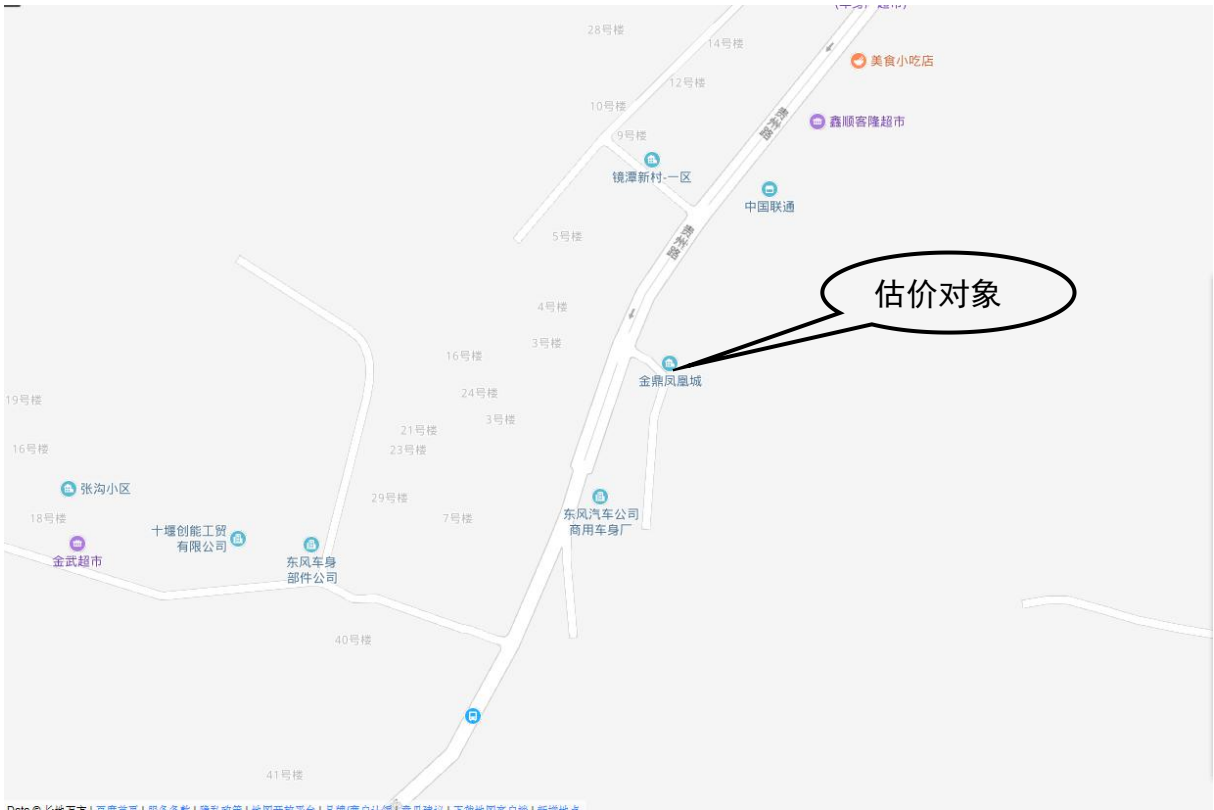 28号楼
14号楼
美食小吃店
12号楼
10号楼
贵州路
鑫顺客隆超市
9号楼
镜潭新村-一区
中国联通
5号楼
贵州路
估价对象
4号楼
3号楼
16号楼
金鼎凤凰城
24号楼
19号楼
3号楼
21号楼
23号楼
16号楼
张沟小区
29号楼
东风汽车公司
商用车身厂
18号楼
7号楼
十堰创能工贸
有限公司
金武超市
东风车身
部件公司
40号楼
41号楼